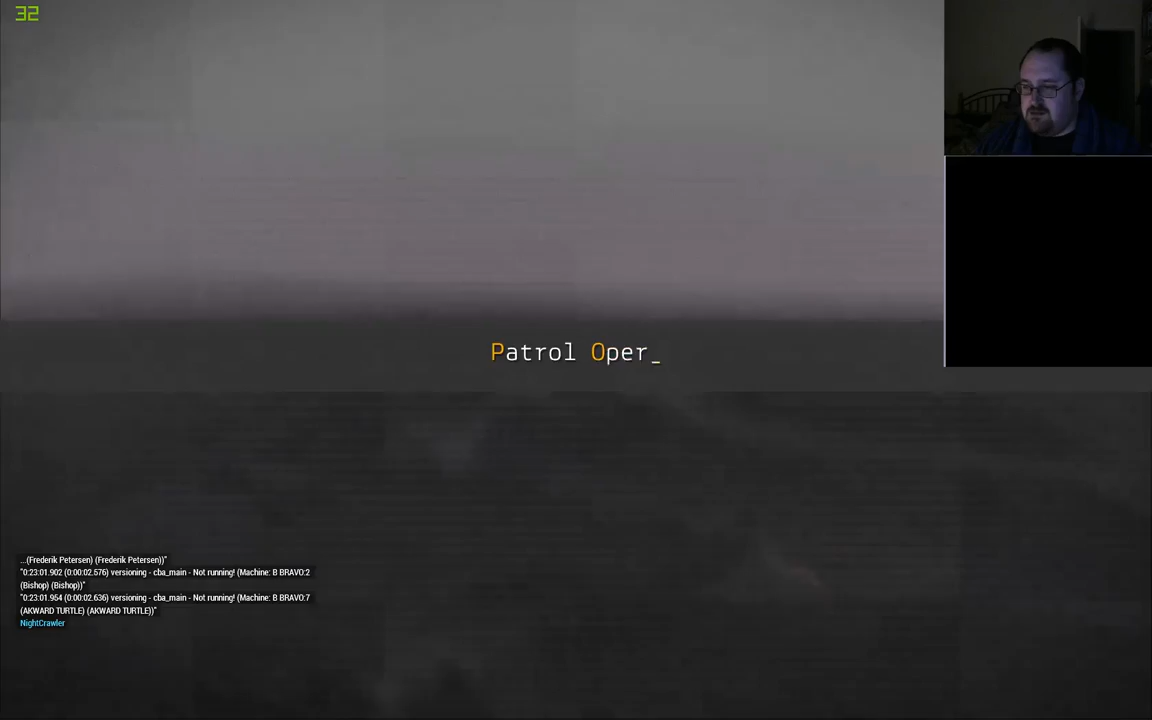 32
Patrol Oper_
...(Frederik Petersen) (Frederik Petersen))"
"0:23:01.902 (0:00:02.576) versioning - cba_main - Not running! (Machine: B BRAVO:2
(Bishop) (Bishop))"
"0:23:01.954 (0:00:02.636) versioning - cba_main - Not running! (Machine: B BRAVO:7
(AKWARD TURTLE) (AKWARD TURTLE))"
NightCrawler